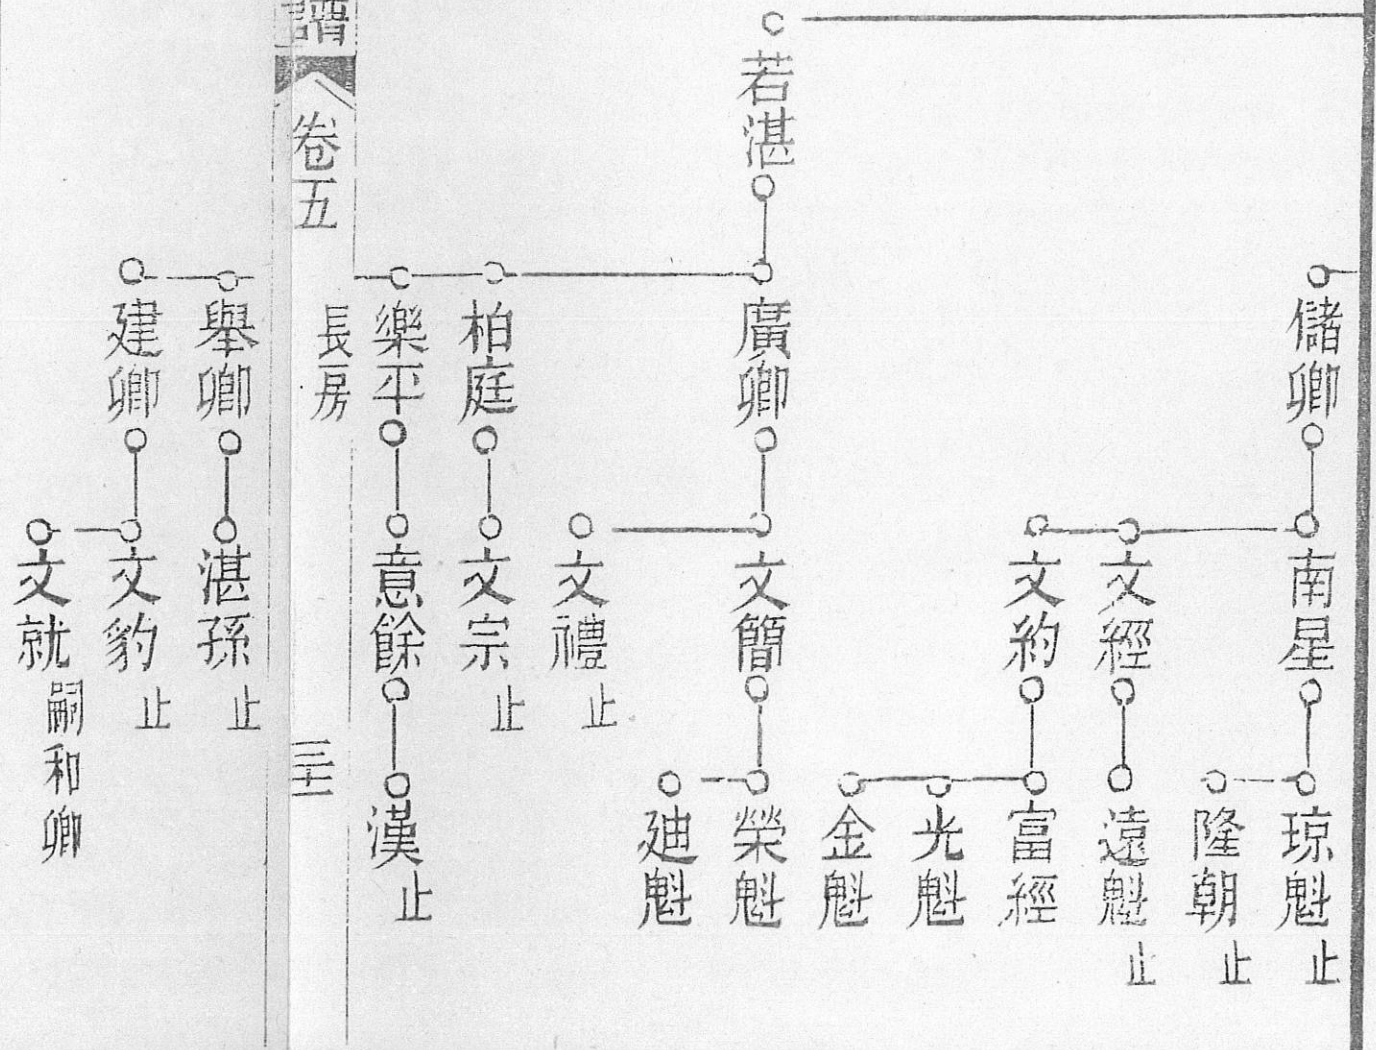 儲卿
南星
琼魁 止
隆朝 止
文經
遠魁 止
文約
富經
光魁
金魁
若湛
廣卿
文簡
榮魁
廸魁
文禮 止
柏庭
文宗 止
樂平
意餘
漢 止
譜 卷五 長房 三十一
舉卿
湛孫 止
建卿
文豹 止
文就 嗣和卿